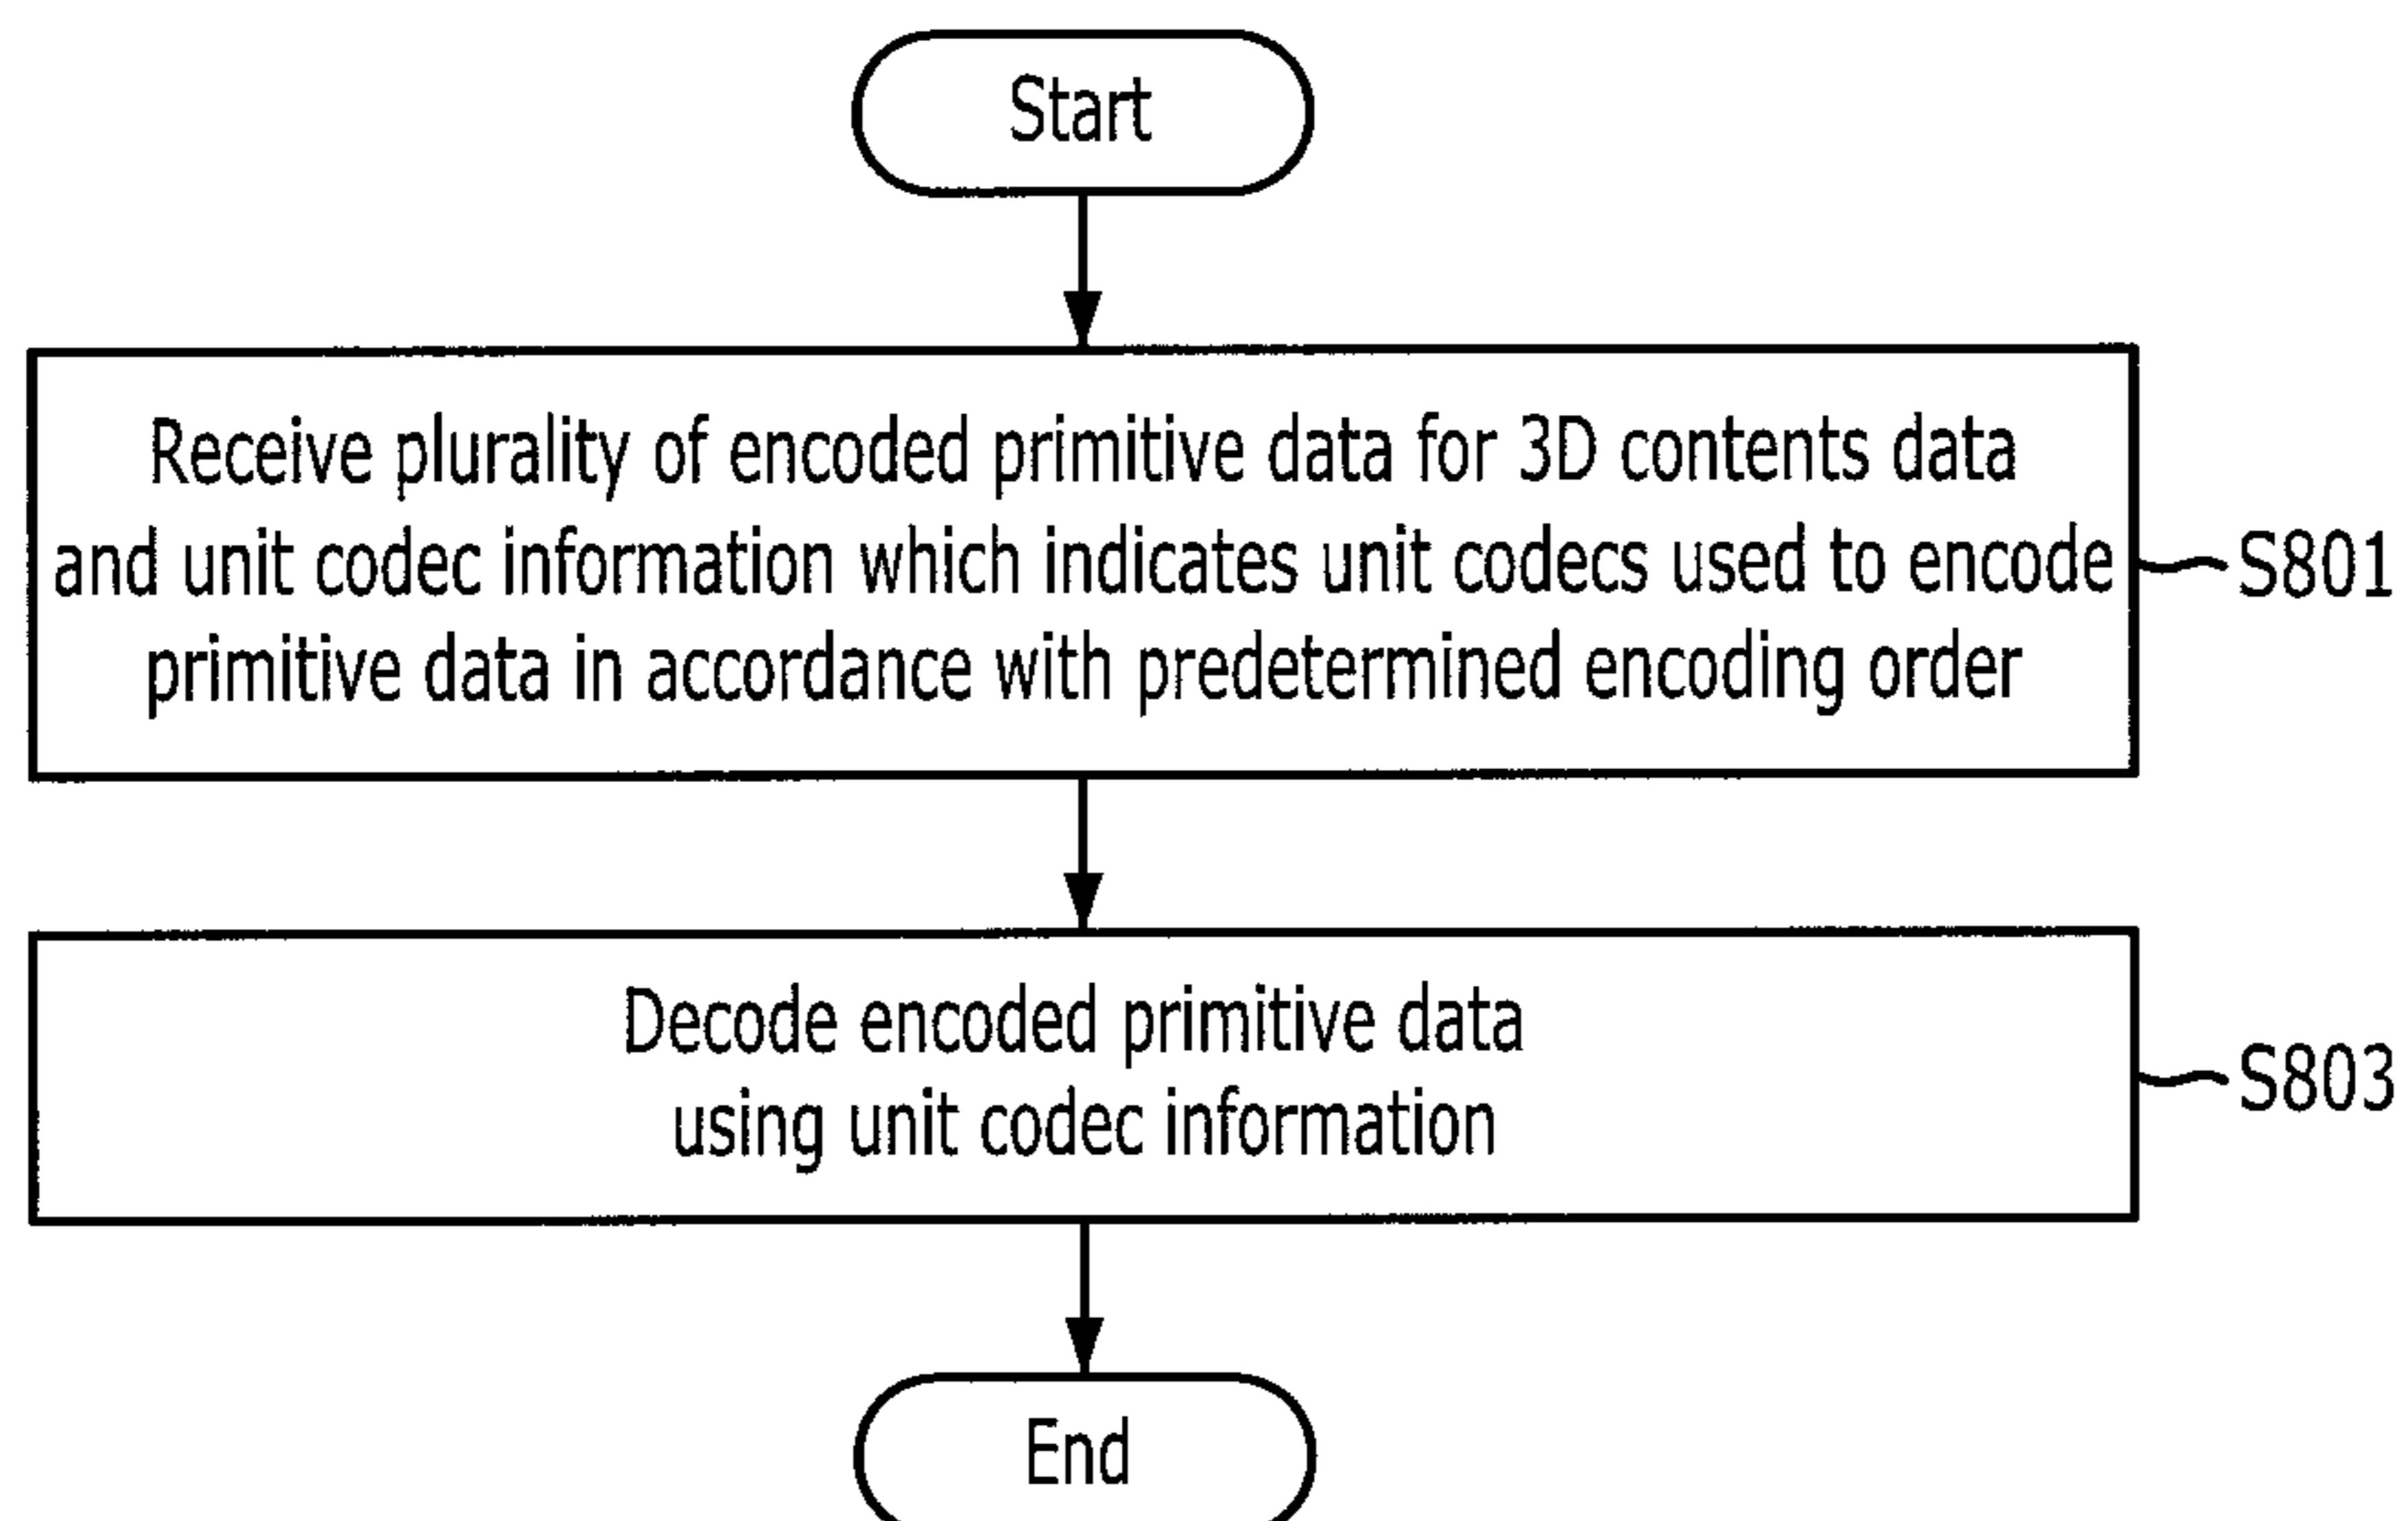 Start
Receive plurality of encoded primitive data for 3D contents data
and unit codec information which indicates unit codecs used to encode
primitive data in accordance with predetermined encoding order
S801
Decode encoded primitive data
using unit codec information
S803
End